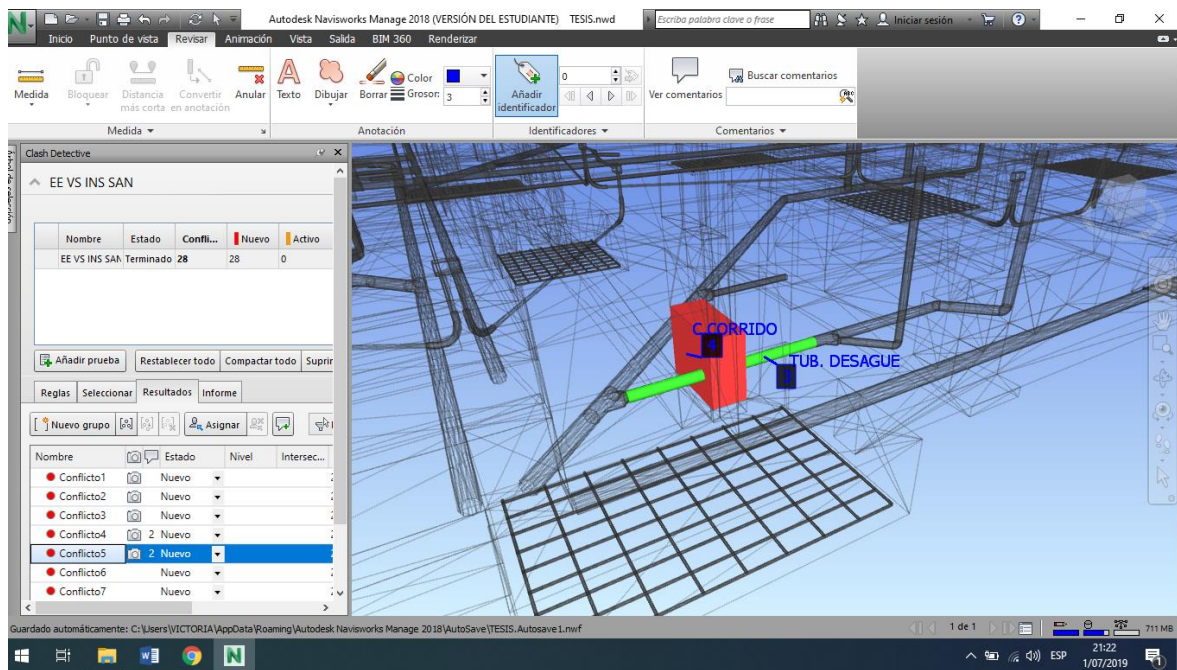 Autodesk Navisworks Manage 2018 (VERSIÓN DEL ESTUDIANTE) TESIS.nwd
Escriba palabra clave o frase
Iniciar sesión
Inicio Punto de vista Revisar Animación Vista Salida BIM 360 Renderizar
Medida
Bloquear
Distancia más corta
Convertir en anotación
Anular
Texto
Dibujar
Borrar
Color
Grosor: 3
Añadir identificador
0
Ver comentarios
Buscar comentarios
Medida
Anotación
Identificadores
Comentarios
Clash Detective
EE VS INS SAN
Nombre Estado Confli... Nuevo Activo
EE VS INS SAN Terminado 28 28 0
Añadir prueba Restablecer todo Compactar todo Suprir
Reglas Seleccionar Resultados Informe
Nuevo grupo Asignar
Nombre Estado Nivel Intersec...
Conflicto1 Nuevo
Conflicto2 Nuevo
Conflicto3 Nuevo
Conflicto4 2 Nuevo
Conflicto5 2 Nuevo
Conflicto6 Nuevo
Conflicto7 Nuevo
C.CORRIDO
4
TUB. DESAGUE
3
Guardado automáticamente: C:\Users\VICTORIA\AppData\Roaming\Autodesk Navisworks Manage 2018\AutoSave\TESIS.Autosave1.nwf
1 de 1
711 MB
ESP
21:22
1/07/2019